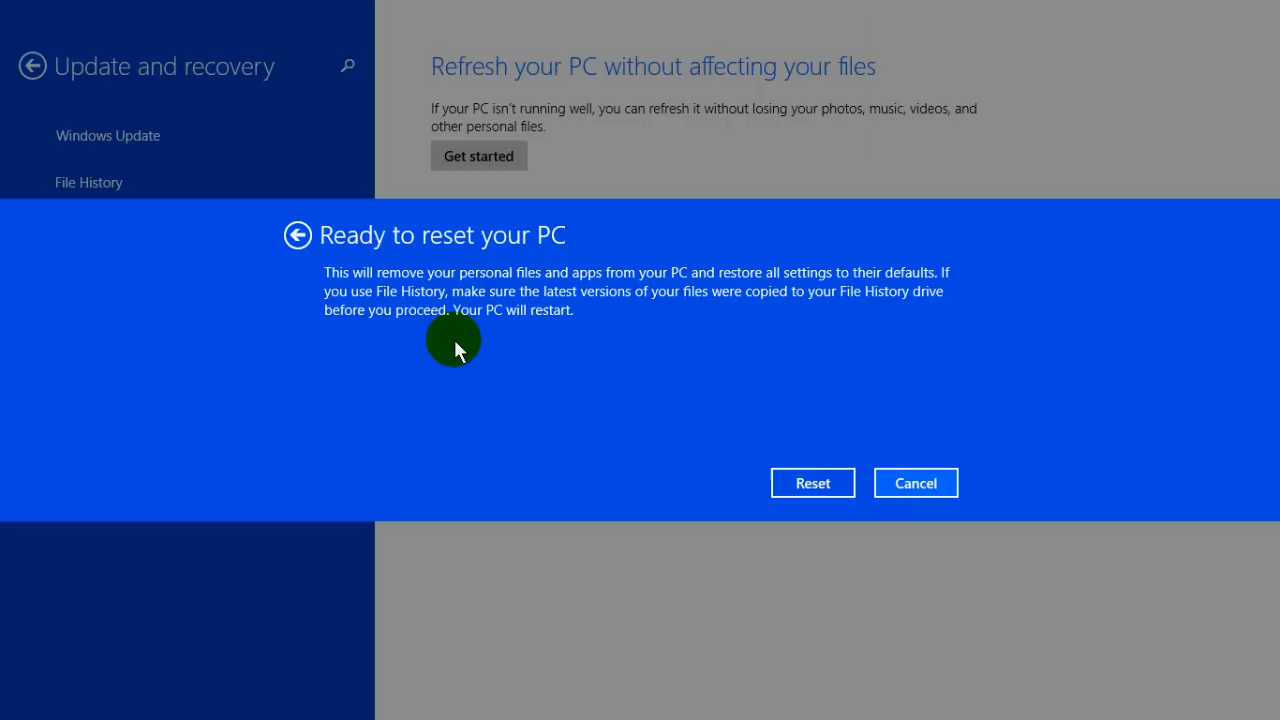 Update and recovery
Windows Update
File History
Refresh your PC without affecting your files
If your PC isn't running well, you can refresh it without losing your photos, music, videos, and
other personal files.
Get started
Ready to reset your PC
This will remove your personal files and apps from your PC and restore all settings to their defaults. If
you use File History, make sure the latest versions of your files were copied to your File History drive
before you proceed. Your PC will restart.
Reset
Cancel